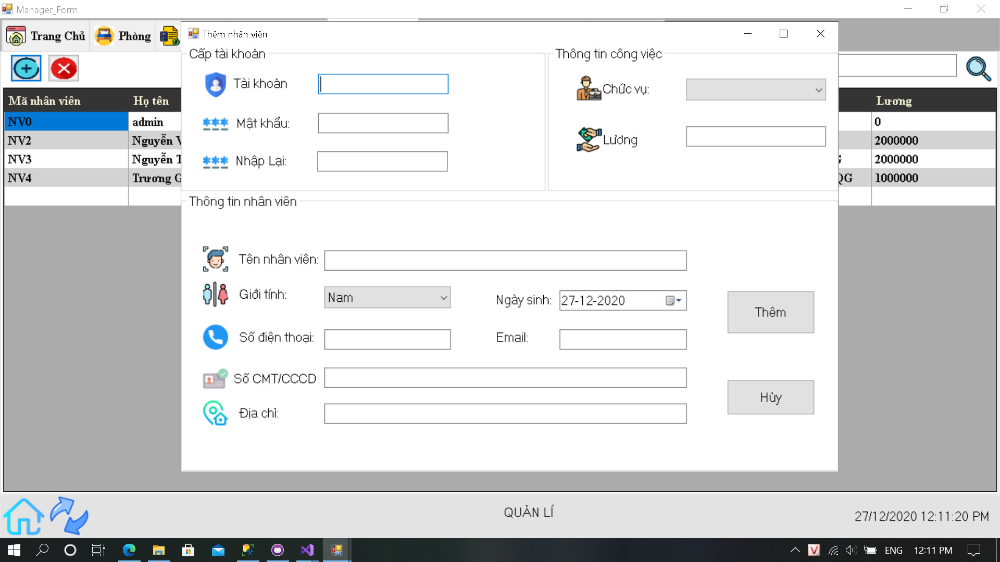 Manager_Form
Trang Chủ
Phòng
Thêm nhân viên
Cấp tài khoản
Thông tin công việc
Tài khoản
Chức vụ:
Mật khẩu:
Lương
Nhập Lại:
Mã nhân viên
Họ tên
Lương
NV0
admin
0
NV2
Nguyễn V
2000000
NV3
Nguyễn T
2000000
NV4
Trương G
QG
1000000
Thông tin nhân viên
Tên nhân viên:
Giới tính:
Nam
Ngày sinh:
27-12-2020
Thêm
Số điện thoại:
Email:
Số CMT/CCCD
Hủy
Địa chỉ:
QUẢN LÍ
27/12/2020 12:11:20 PM
ENG
12:11 PM